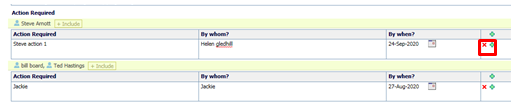 Action Required
Steve Arnott + Include
Action Required By whom? By when?
Steve action 1 Helen gledhill 24-Sep-2020
bill board, Ted Hastings + Include
Action Required By whom? By when?
Jackie Jackie 27-Aug-2020